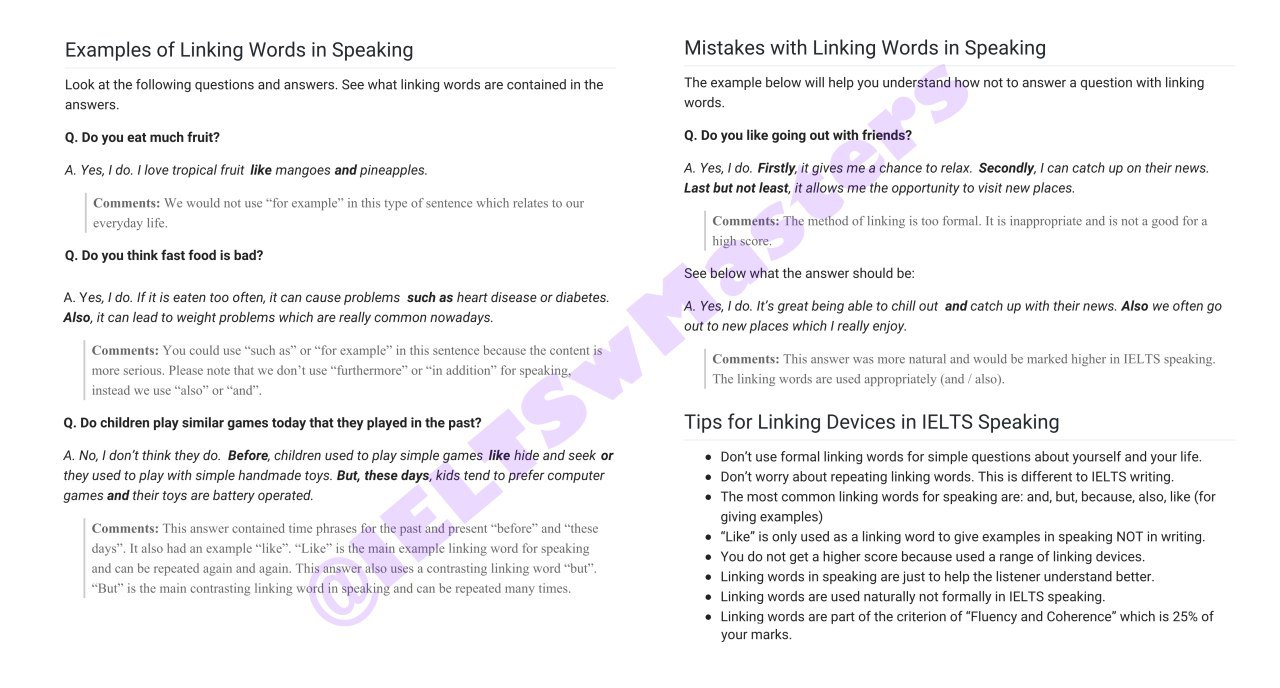 Examples of Linking Words in Speaking
Look at the following questions and answers. See what linking words are contained in the
answers.
Q. Do you eat much fruit?
A. Yes, I do. I love tropical fruit like mangoes and pineapples.
Comments: We would not use “for example” in this type of sentence which relates to our
everyday life.
Q. Do you think fast food is bad?
A. Yes, I do. If it is eaten too often, it can cause problems such as heart disease or diabetes.
Also, it can lead to weight problems which are really common nowadays.
Comments: You could use “such as” or “for example” in this sentence because the content is
more serious. Please note that we don’t use “furthermore” or “in addition” for speaking,
instead we use “also” or “and”.
Q. Do children play similar games today that they played in the past?
A. No, I don’t think they do. Before, children used to play simple games like hide and seek or
they used to play with simple handmade toys. But, these days, kids tend to prefer computer
games and their toys are battery operated.
Comments: This answer contained time phrases for the past and present “before” and “these
days”. It also had an example “like”. “Like” is the main example linking word for speaking
and can be repeated again and again. This answer also uses a contrasting linking word “but”.
“But” is the main contrasting linking word in speaking and can be repeated many times.
Mistakes with Linking Words in Speaking
The example below will help you understand how not to answer a question with linking
words.
Q. Do you like going out with friends?
A. Yes, I do. Firstly, it gives me a chance to relax. Secondly, I can catch up on their news.
Last but not least, it allows me the opportunity to visit new places.
Comments: The method of linking is too formal. It is inappropriate and is not a good for a
high score.
See below what the answer should be:
A. Yes, I do. It’s great being able to chill out and catch up with their news. Also we often go
out to new places which I really enjoy.
Comments: This answer was more natural and would be marked higher in IELTS speaking.
The linking words are used appropriately (and / also).
Tips for Linking Devices in IELTS Speaking
• Don’t use formal linking words for simple questions about yourself and your life.
• Don’t worry about repeating linking words. This is different to IELTS writing.
• The most common linking words for speaking are: and, but, because, also, like (for
giving examples)
• “Like” is only used as a linking word to give examples in speaking NOT in writing.
• You do not get a higher score because used a range of linking devices.
• Linking words in speaking are just to help the listener understand better.
• Linking words are used naturally not formally in IELTS speaking.
• Linking words are part of the criterion of “Fluency and Coherence” which is 25% of
your marks.
@IELTSwMasters